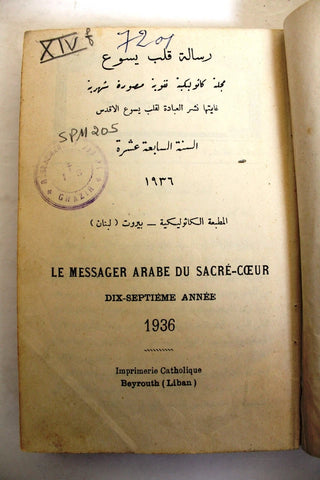 XIV f
7201
رسالة قلب يسوع
مجلة كاثوليكية تقوية مصورة شهرية
غايتها نشر العبادة لقلب يسوع الاقدس
SPM205
السنة السابعة عشرة
GHAZIR
١٩٣٦
المطبعة الكاثوليكية — بيروت (لبنان)
LE MESSAGER ARABE DU SACRÉ-CŒUR
DIX-SEPTIÈME ANNÉE
1936
Imprimerie Catholique
Beyrouth (Liban)